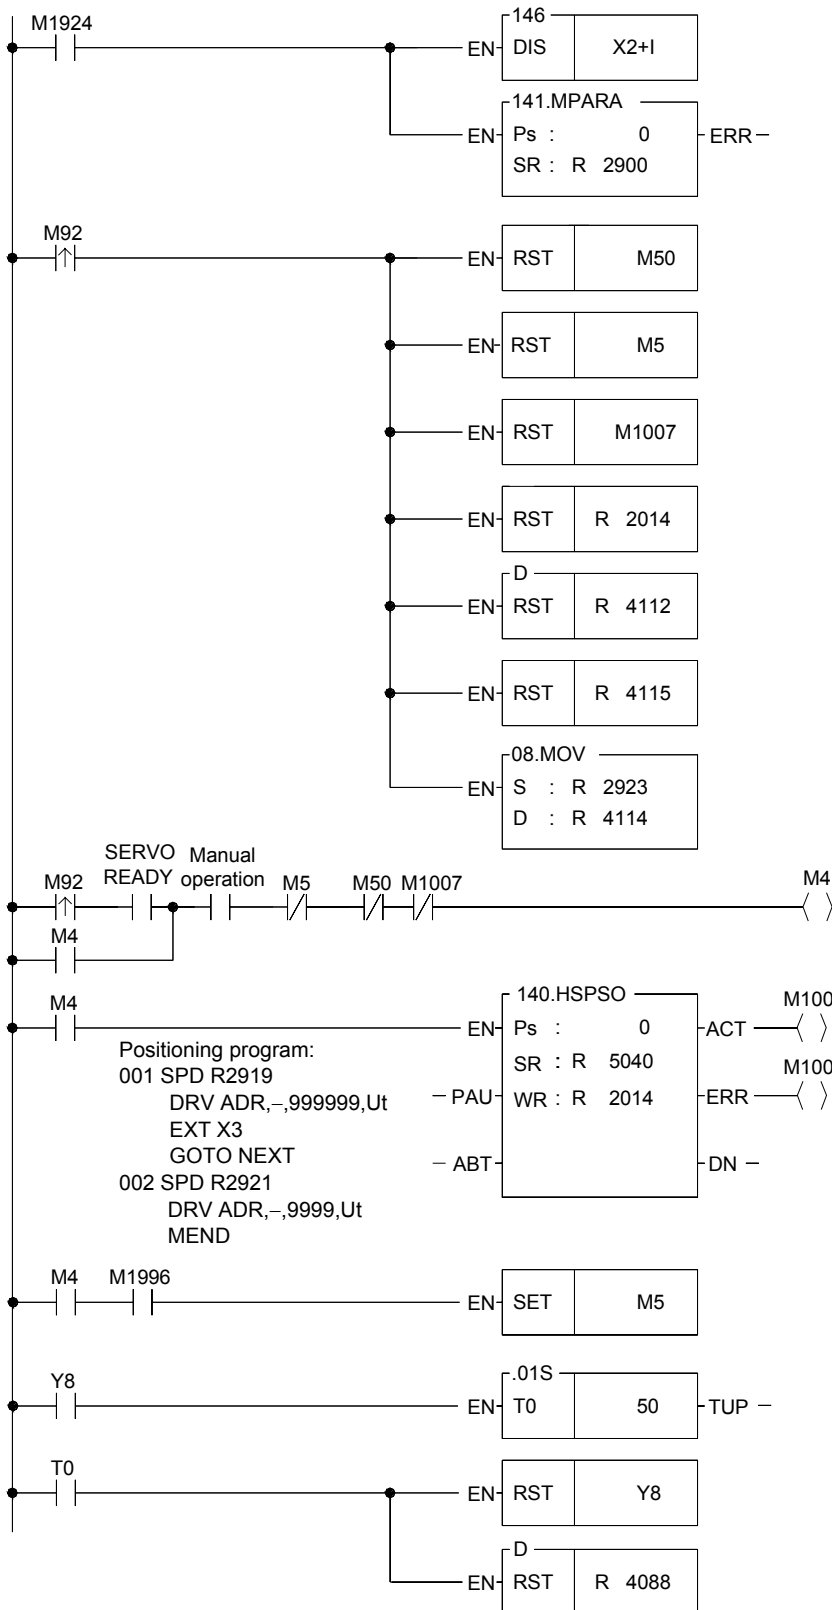 M1924
146
EN DIS X2+I
141.MPARA
EN Ps : 0 ERR
SR : R 2900
M92
EN RST M50
EN RST M5
EN RST M1007
EN RST R 2014
D
EN RST R 4112
EN RST R 4115
08.MOV
EN S : R 2923
D : R 4114
SERVO Manual
M92 READY operation M5 M50 M1007 M4
M4
M4 140.HSPSO M100
EN Ps : 0 ACT
Positioning program:
SR : R 5040 M100
001 SPD R2919
DRV ADR,−,999999,Ut
PAU WR : R 2014 ERR
EXT X3
GOTO NEXT
ABT DN
002 SPD R2921
DRV ADR,−,9999,Ut
MEND
M4 M1996
EN SET M5
Y8 .01S
EN T0 50 TUP
T0
EN RST Y8
D
EN RST R 4088